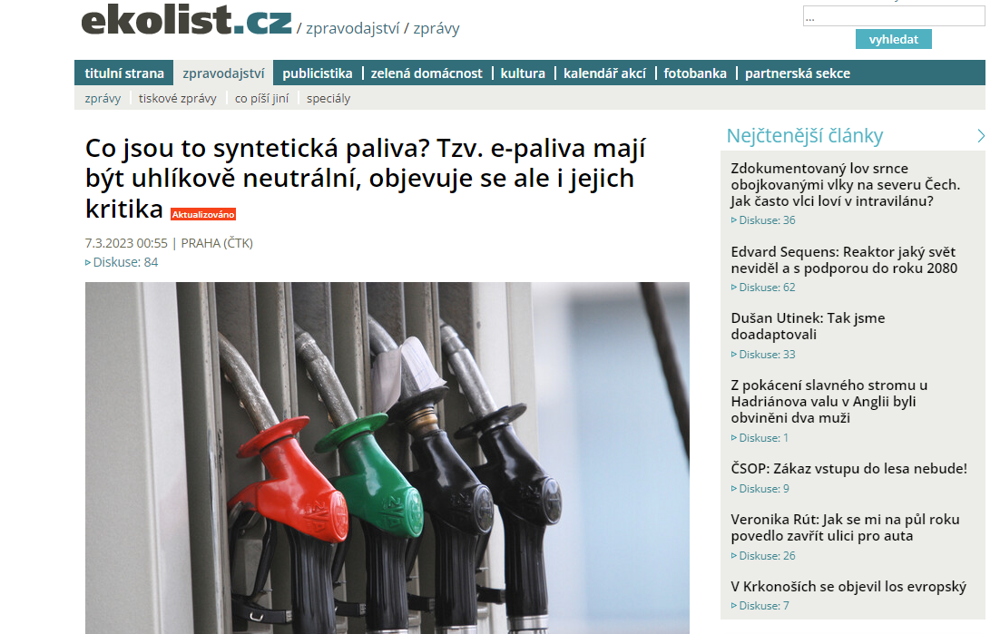 ekolist.cz / zpravodajství / zprávy
...
vyhledat
titulní strana zpravodajství publicistika zelená domácnost kultura kalendář akcí fotobanka partnerská sekce
zprávy tiskové zprávy co píší jiní speciály
Co jsou to syntetická paliva? Tzv. e-paliva mají
být uhlíkově neutrální, objevuje se ale i jejich
kritika Aktualizováno
7.3.2023 00:55 | PRAHA (ČTK)
Diskuse: 84
Nejčtenější články
Zdokumentovaný lov srnce
obojkovanými vlky na severu Čech.
Jak často vlci loví v intravilánu?
Diskuse: 36
Edvard Sequens: Reaktor jaký svět
neviděl a s podporou do roku 2080
Diskuse: 62
Dušan Utinek: Tak jsme
doadaptovali
Diskuse: 33
Z pokácení slavného stromu u
Hadriánova valu v Anglii byli
obviněni dva muži
Diskuse: 1
ČSOP: Zákaz vstupu do lesa nebude!
Diskuse: 9
Veronika Rút: Jak se mi na půl roku
povedlo zavřít ulici pro auta
Diskuse: 26
V Krkonoších se objevil los evropský
Diskuse: 7